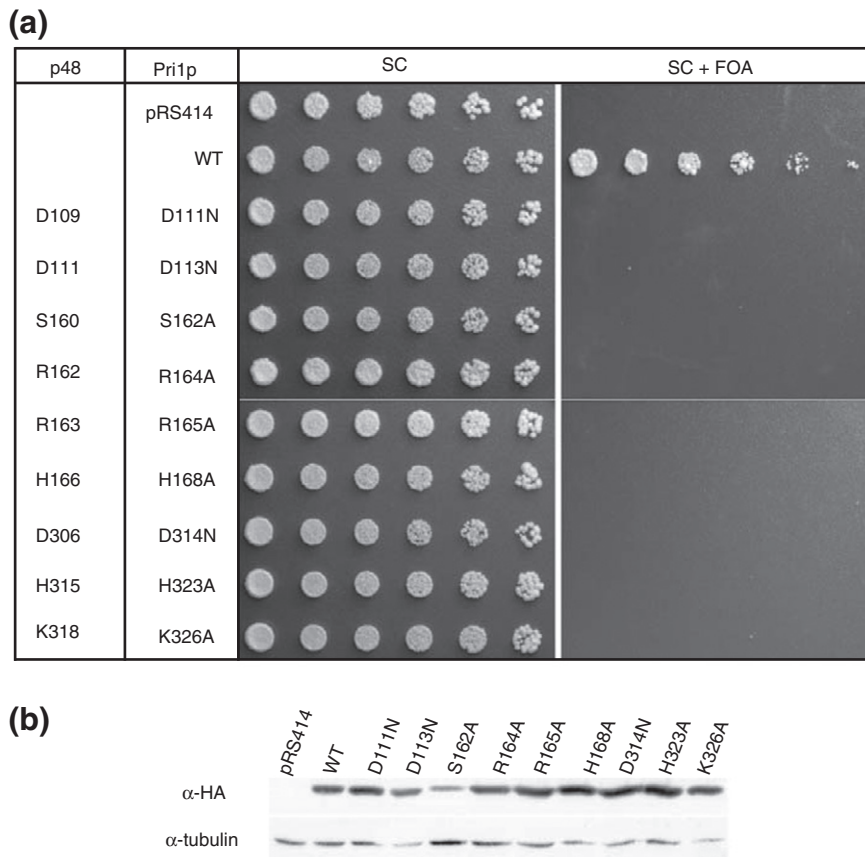 (a)
p48 Pri1p SC SC + FOA
pRS414
WT
D109 D111N
D111 D113N
S160 S162A
R162 R164A
R163 R165A
H166 H168A
D306 D314N
H315 H323A
K318 K326A
(b)
pRS414 WT D111N D113N S162A R164A R165A H168A D314N H323A K326A
α-HA
α-tubulin